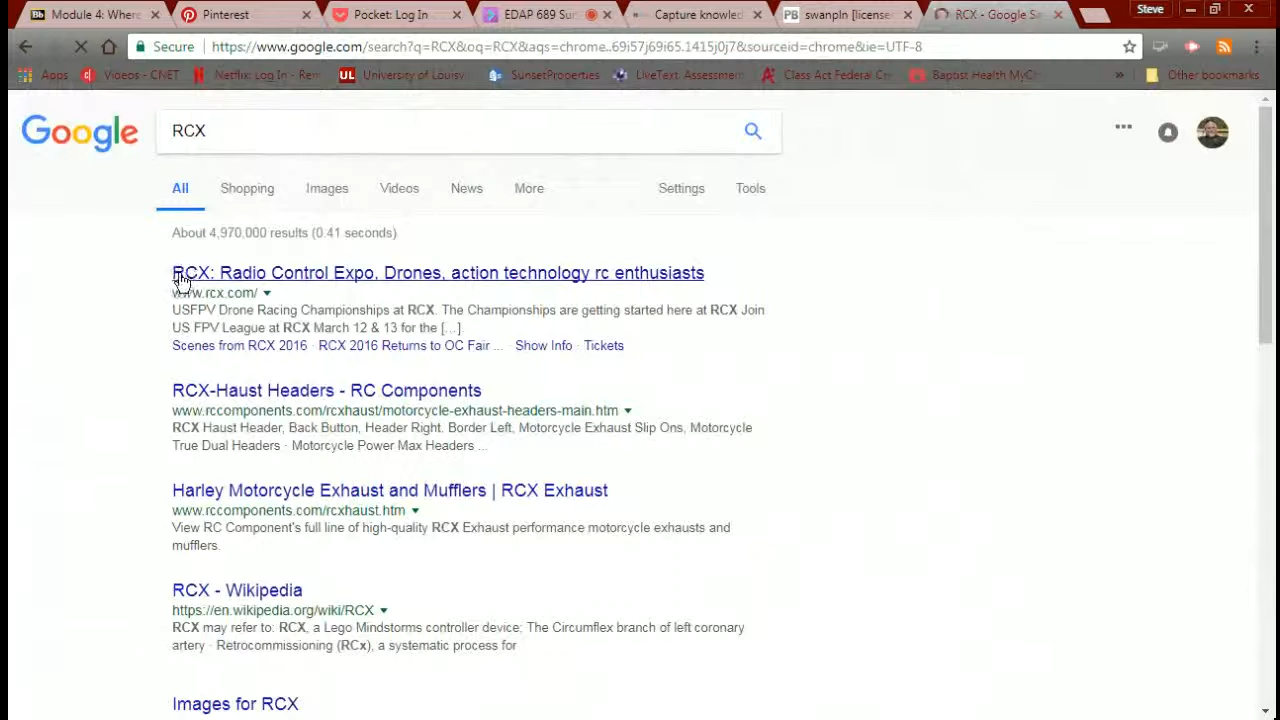 Module 4: Where
Pinterest
Pocket: Log In
EDAP 689 Su
Capture knowled
PB swanpln [license
RCX - Google Se
Steve
Secure https://www.google.com/search?q=RCX&oq=RCX&aqs=chrome..69i57j69i65.1415j0j7&sourceid=chrome&ie=UTF-8
Apps Videos - CNET Netflix: Log In - Rem UL University of Louisv SunsetProperties LiveText: Assessmen Class Act Federal Cr Baptist Health MyC » Other bookmarks
Google RCX
All Shopping Images Videos News More Settings Tools
About 4,970,000 results (0.41 seconds)
RCX: Radio Control Expo, Drones, action technology rc enthusiasts
www.rcx.com/
USFPV Drone Racing Championships at RCX. The Championships are getting started here at RCX Join
US FPV League at RCX March 12 & 13 for the [...].
Scenes from RCX 2016 · RCX 2016 Returns to OC Fair ... · Show Info · Tickets
RCX-Haust Headers - RC Components
www.rccomponents.com/rcxhaust/motorcycle-exhaust-headers-main.htm
RCX Haust Header, Back Button, Header Right. Border Left, Motorcycle Exhaust Slip Ons, Motorcycle
True Dual Headers · Motorcycle Power Max Headers ...
Harley Motorcycle Exhaust and Mufflers | RCX Exhaust
www.rccomponents.com/rcxhaust.htm
View RC Component's full line of high-quality RCX Exhaust performance motorcycle exhausts and
mufflers.
RCX - Wikipedia
https://en.wikipedia.org/wiki/RCX
RCX may refer to: RCX, a Lego Mindstorms controller device; The Circumflex branch of left coronary
artery · Retrocommissioning (RCx), a systematic process for
Images for RCX